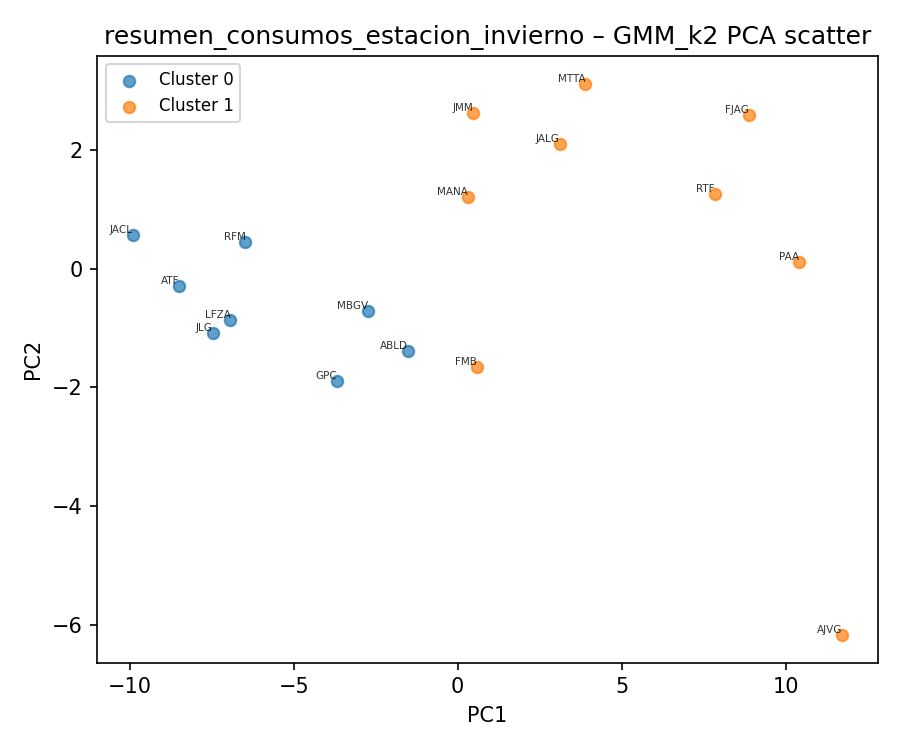 resumen_consumos_estacion_invierno – GMM_k2 PCA scatter
Cluster 0
Cluster 1
MTTA
JMM
FJAG
JALG
MANA
RTF
PAA
JACL
RFM
ATF
LFZA
JLG
MBGV
ABLD
GPC
FMB
AJVG
2
0
−2
−4
−6
PC2
−10
−5
0
5
10
PC1